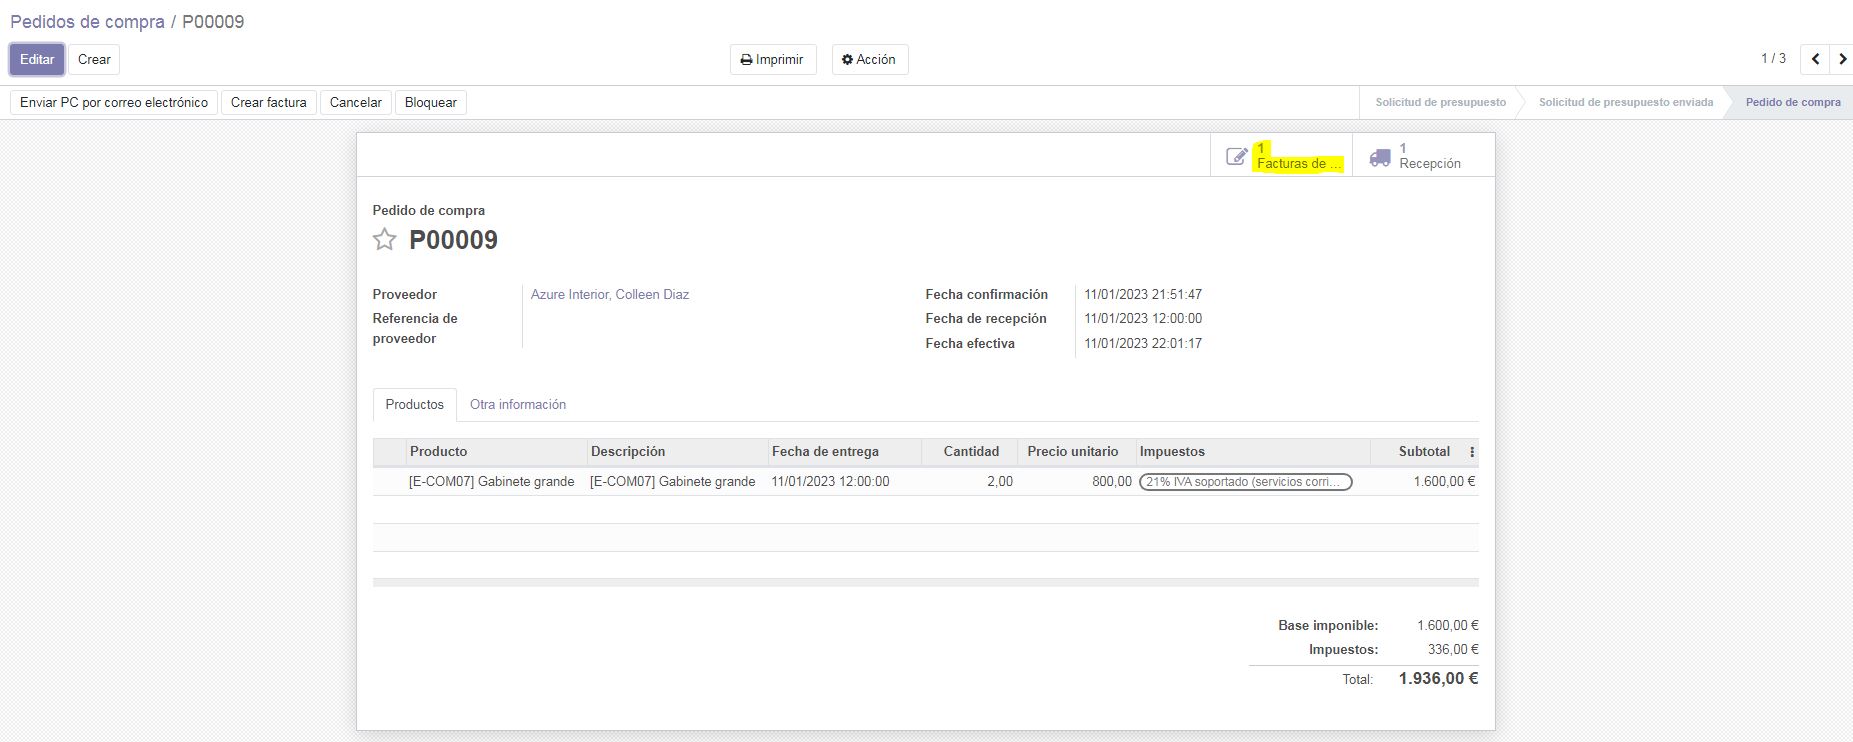 Pedidos de compra / P00009
Editar Crear Imprimir Acción 1 / 3
Enviar PC por correo electrónico Crear factura Cancelar Bloquear Solicitud de presupuesto Solicitud de presupuesto enviada Pedido de compra
1 1
Facturas de ... Recepción
Pedido de compra
P00009
Proveedor Azure Interior, Colleen Diaz Fecha confirmación 11/01/2023 21:51:47
Referencia de Fecha de recepción 11/01/2023 12:00:00
proveedor
Fecha efectiva 11/01/2023 22:01:17
Productos Otra información
Producto Descripción Fecha de entrega Cantidad Precio unitario Impuestos Subtotal
[E-COM07] Gabinete grande [E-COM07] Gabinete grande 11/01/2023 12:00:00 2,00 800,00 21% IVA soportado (servicios corri... 1.600,00 €
Base imponible: 1.600,00 €
Impuestos: 336,00 €
Total: 1.936,00 €